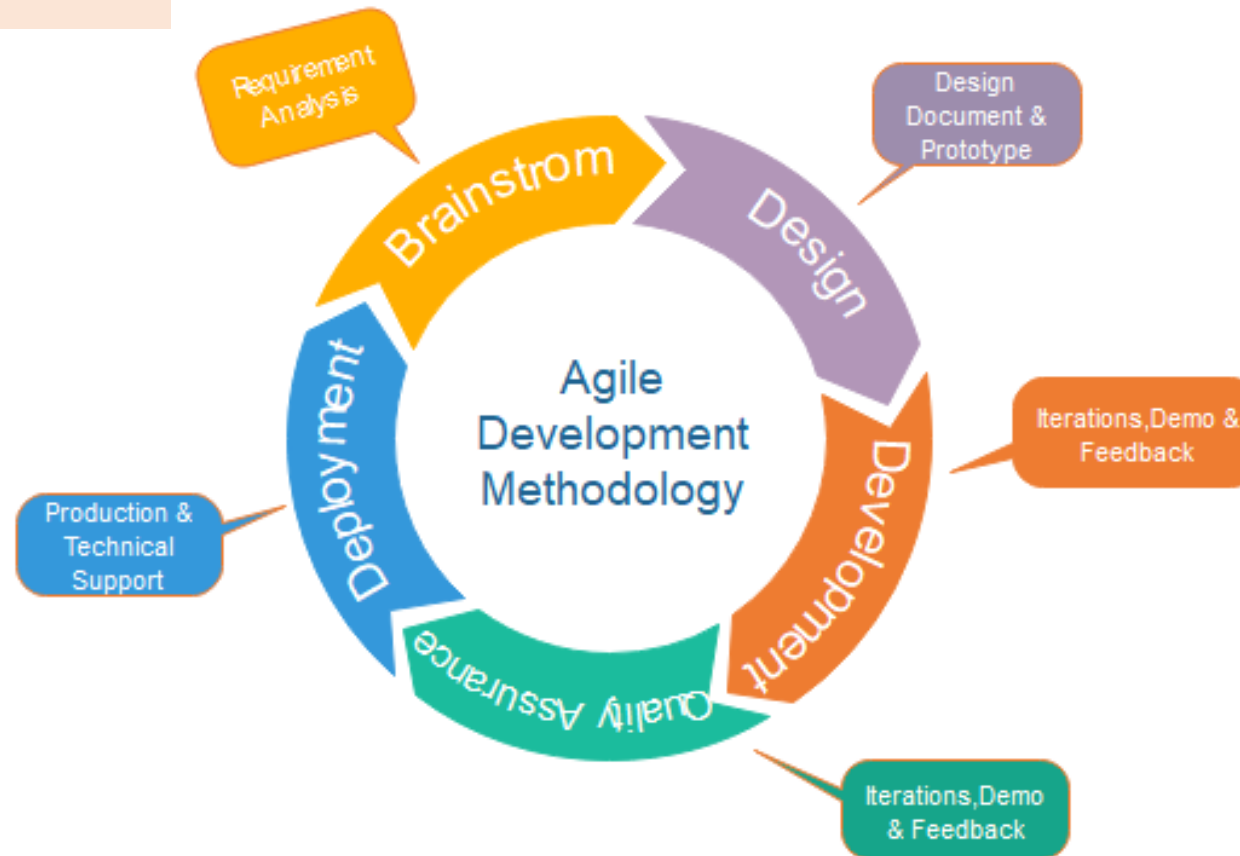 Requirement
Analysis
Design
Document &
Prototype
Brainstrom
Design
Agile
Development
Methodology
Iterations,Demo &
Feedback
Development
Deployment
Production &
Technical
Support
Quality Assurance
Iterations,Demo
& Feedback